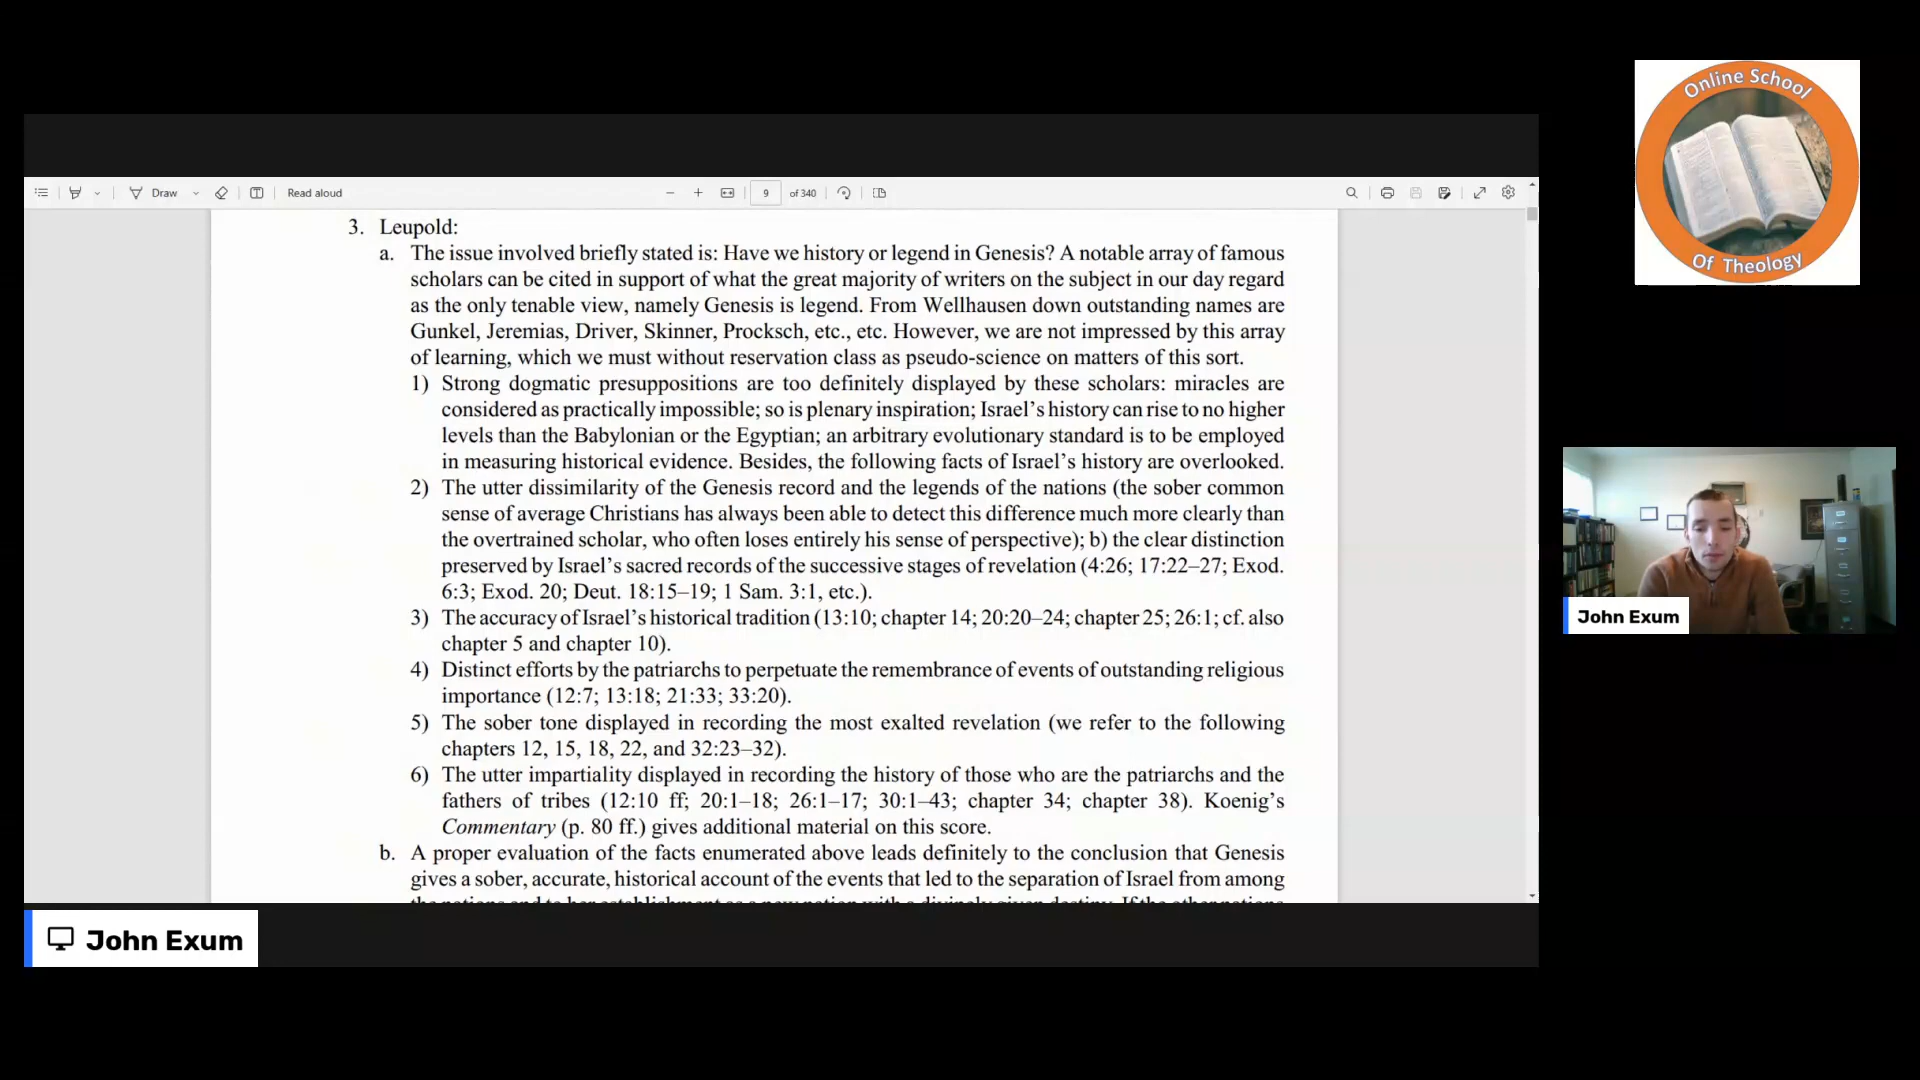 Online School
Of Theology
Draw
Read aloud
9
of 340
3. Leupold:
a. The issue involved briefly stated is: Have we history or legend in Genesis? A notable array of famous
scholars can be cited in support of what the great majority of writers on the subject in our day regard
as the only tenable view, namely Genesis is legend. From Wellhausen down outstanding names are
Gunkel, Jeremias, Driver, Skinner, Procksch, etc., etc. However, we are not impressed by this array
of learning, which we must without reservation class as pseudo-science on matters of this sort.
1) Strong dogmatic presuppositions are too definitely displayed by these scholars: miracles are
considered as practically impossible; so is plenary inspiration; Israel’s history can rise to no higher
levels than the Babylonian or the Egyptian; an arbitrary evolutionary standard is to be employed
in measuring historical evidence. Besides, the following facts of Israel’s history are overlooked.
2) The utter dissimilarity of the Genesis record and the legends of the nations (the sober common
sense of average Christians has always been able to detect this difference much more clearly than
the overtrained scholar, who often loses entirely his sense of perspective); b) the clear distinction
preserved by Israel’s sacred records of the successive stages of revelation (4:26; 17:22–27; Exod.
6:3; Exod. 20; Deut. 18:15–19; 1 Sam. 3:1, etc.).
3) The accuracy of Israel’s historical tradition (13:10; chapter 14; 20:20–24; chapter 25; 26:1; cf. also
chapter 5 and chapter 10).
4) Distinct efforts by the patriarchs to perpetuate the remembrance of events of outstanding religious
importance (12:7; 13:18; 21:33; 33:20).
5) The sober tone displayed in recording the most exalted revelation (we refer to the following
chapters 12, 15, 18, 22, and 32:23–32).
6) The utter impartiality displayed in recording the history of those who are the patriarchs and the
fathers of tribes (12:10 ff; 20:1–18; 26:1–17; 30:1–43; chapter 34; chapter 38). Koenig’s
Commentary (p. 80 ff.) gives additional material on this score.
b. A proper evaluation of the facts enumerated above leads definitely to the conclusion that Genesis
gives a sober, accurate, historical account of the events that led to the separation of Israel from among
John Exum
John Exum